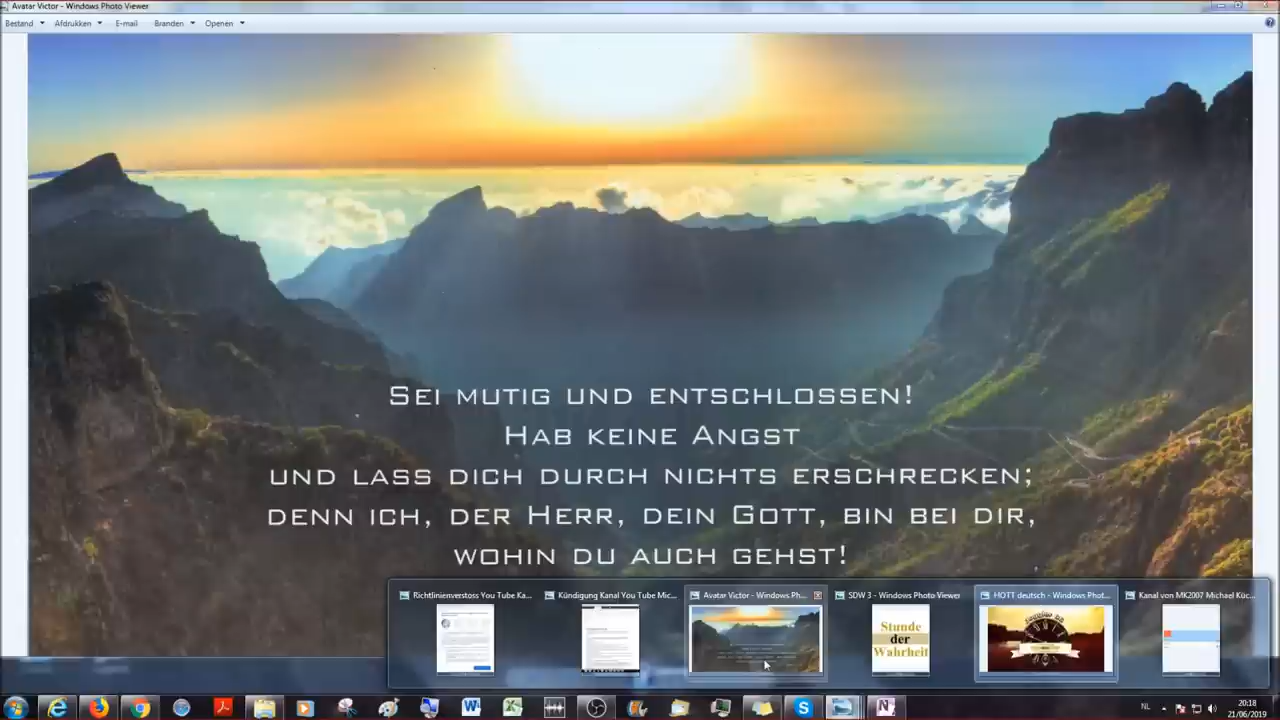 Avatar Victor - Windows Photo Viewer
Bestand Afdrukken E-mail Branden Openen
SEI MUTIG UND ENTSCHLOSSEN!
HAB KEINE ANGST
UND LASS DICH DURCH NICHTS ERSCHRECKEN;
DENN ICH, DER HERR, DEIN GOTT, BIN BEI DIR,
WOHIN DU AUCH GEHST!
Richtlinienverstoss You Tube Ka... Kündigung Kanal You Tube Mic... Avatar Victor - Windows Ph... SDW 3 - Windows Photo Viewer HOTT deutsch - Windows Phot... Kanal von MK2007 Michael Küc...
Stunde
der
Wahrheit
NL 20:18
21/06/2019